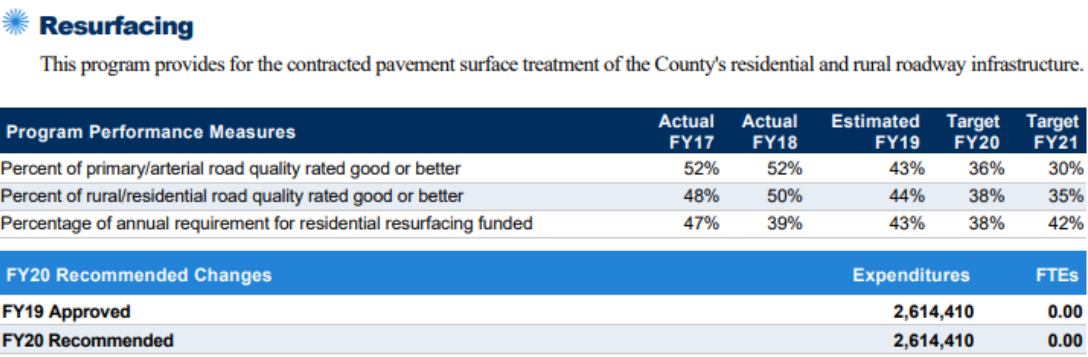 Resurfacing
This program provides for the contracted pavement surface treatment of the County's residential and rural roadway infrastructure.
Program Performance Measures Actual FY17 Actual FY18 Estimated FY19 Target FY20 Target FY21
Percent of primary/arterial road quality rated good or better 52% 52% 43% 36% 30%
Percent of rural/residential road quality rated good or better 48% 50% 44% 38% 35%
Percentage of annual requirement for residential resurfacing funded 47% 39% 43% 38% 42%
FY20 Recommended Changes Expenditures FTEs
FY19 Approved 2,614,410 0.00
FY20 Recommended 2,614,410 0.00